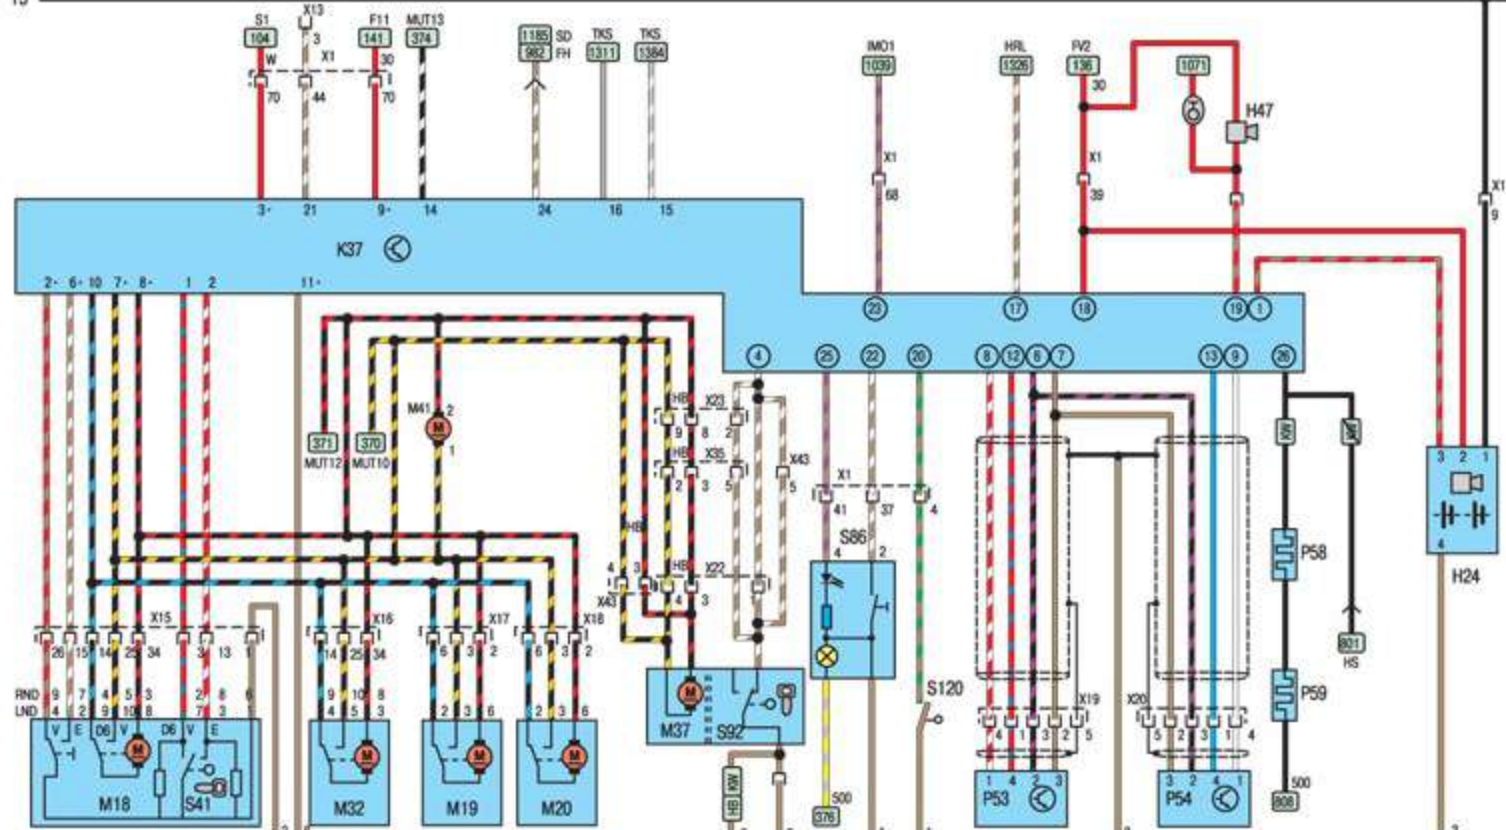 S1 X13 F11 MUT13
104 3 141 374 1185 SD TKS TKS IMO1 HRL FV2
982 FH 1311 1384 1039 1326 136 1071
W X1 30 30
70 44 70 H47
X1 X1 X1
68 39 9
3- 21 9- 14 24 16 15
K37
2- 6- 10 7- 8- 1 2 11-
23 17 18 19 1
4 25 22 20 8 12 6 7 13 9 26
M41 2
M
1
371 370
MUT12 MUT10
HB X23
9 8 2
HB X35 X43
2 3 5 5
X1
41 37 4
3 2 1
4
H24
HB S86
4 2
4 3 HB X22
X43 4 3
P58
801
HS
X15 X16 X17 X18
26 15 14 25 34 3 13 1 14 25 34 6 3 2 6 3 2
RND 9 7 4 5 3 2 8 6 9 10 8
LND 4 2 9 10 8 7 3 1 4 5 3 2 3 6 2 3 6
V E D6 V M D6 V E
M18 S41
M M32
M M19
M M20
M M37 S92
HB KW
S120
500
376
X19 X20
4 1 3 2 5 5 2 3 1 4
1 4 2 3 3 2 4 1
P53 P54
P59
500
808